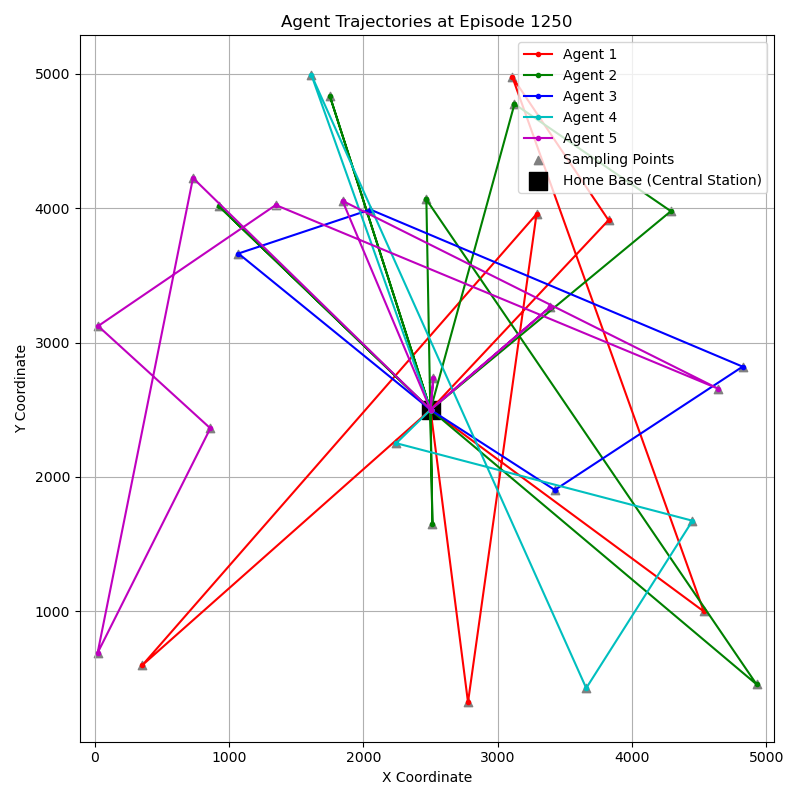 Agent Trajectories at Episode 1250
Agent 1
Agent 2
Agent 3
Agent 4
Agent 5
Sampling Points
Home Base (Central Station)
Y Coordinate
5000
4000
3000
2000
1000
0
1000
2000
3000
4000
5000
X Coordinate